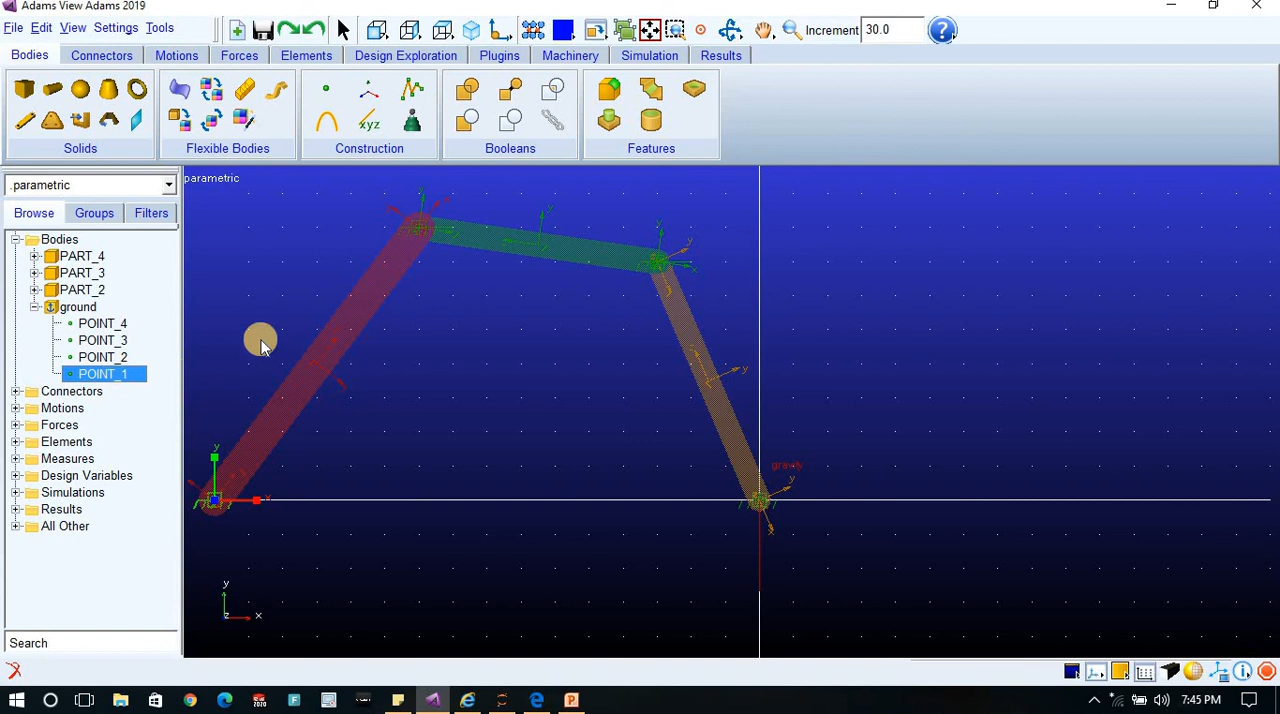 Adams View Adams 2019
File Edit View Settings Tools
Increment 30.0
Bodies Connectors Motions Forces Elements Design Exploration Plugins Machinery Simulation Results
xyz
Solids Flexible Bodies Construction Booleans Features
.parametric
Browse Groups Filters
Bodies
PART_4
PART_3
PART_2
ground
POINT_4
POINT_3
POINT_2
POINT_1
Connectors
Motions
Forces
Elements
Measures
Design Variables
Simulations
Results
All Other
Search
parametric
y
y
y
y
y
x
y
x
gravity
y
x
y
z x
7:45 PM